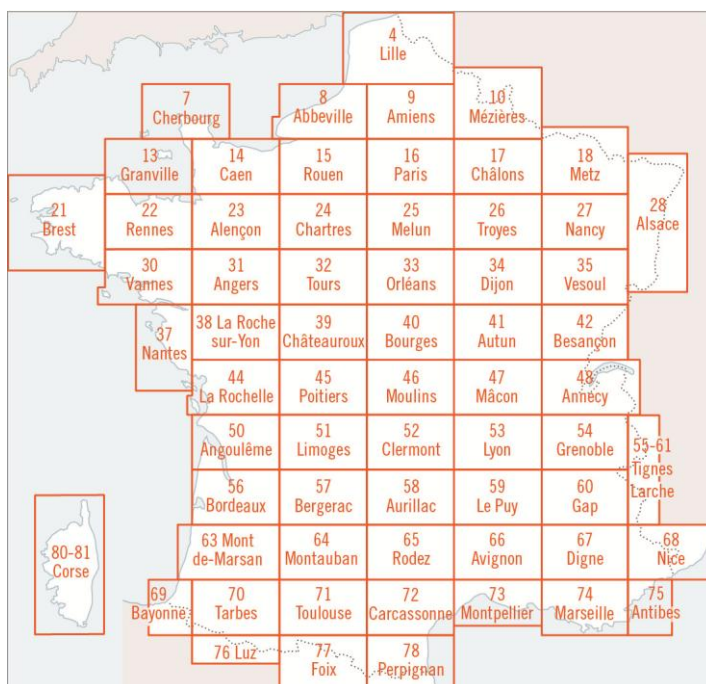 4
Lille
7
Cherbourg
8
Abbeville
9
Amiens
10
Mézières
13
Granville
14
Caen
15
Rouen
16
Paris
17
Châlons
18
Metz
21
Brest
22
Rennes
23
Alençon
24
Chartres
25
Melun
26
Troyes
27
Nancy
28
Alsace
30
Vannes
31
Angers
32
Tours
33
Orléans
34
Dijon
35
Vesoul
37
Nantes
38 La Roche
sur-Yon
39
Châteauroux
40
Bourges
41
Autun
42
Besançon
44
La Rochelle
45
Poitiers
46
Moulins
47
Mâcon
48
Annecy
50
Angoulême
51
Limoges
52
Clermont
53
Lyon
54
Grenoble
55-61
Tignes
Larche
56
Bordeaux
57
Bergerac
58
Aurillac
59
Le Puy
60
Gap
80-81
Corse
63 Mont
de-Marsan
64
Montauban
65
Rodez
66
Avignon
67
Digne
68
Nice
69
Bayonne
70
Tarbes
71
Toulouse
72
Carcassonne
73
Montpellier
74
Marseille
75
Antibes
76 Luz
77
Foix
78
Perpignan